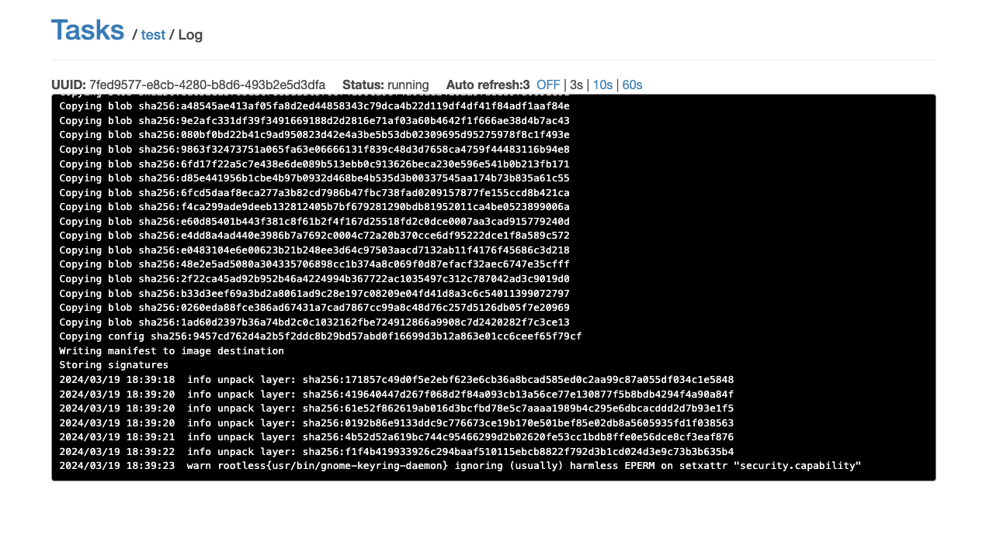 Tasks / test / Log
UUID: 7fed9577-e8cb-4280-b8d6-493b2e5d3dfa Status: running Auto refresh:3 OFF | 3s | 10s | 60s
Copying blob sha256:a48545ae413af05fa8d2ed44858343c79dca4b22d119df4df41f84adf1aaf84e
Copying blob sha256:9e2afc331df39f3491669188d2d2816e71af03a60b4642f1f666ae38d4b7ac43
Copying blob sha256:080bf0bd22b41c9ad950823d42e4a3be5b53db02309695d95275978f8c1f493e
Copying blob sha256:9863f32473751a065fa63e06666131f839c48d3d7658ca4759f44483116b94e8
Copying blob sha256:6fd17f22a5c7e438e6de089b513ebb0c913626beca230e596e541b0b213fb171
Copying blob sha256:d85e441956b1cbe4b97b0932d468be4b535d3b00337545aa174b73b835a61c55
Copying blob sha256:6fcd5daaf8eca277a3b82cd7986b47fbc738fad0209157877fe155ccd8b421ca
Copying blob sha256:f4ca299ade9deeb132812405b7bf679281290bdb81952011ca4be0523899006a
Copying blob sha256:e60d85401b443f381c8f61b2f4f167d25518fd2c0dce0007aa3cad915779240d
Copying blob sha256:e4dd8a4ad440e3986b7a7692c0004c72a20b370cce6df95222dce1f8a589c572
Copying blob sha256:e0483104e6e00623b21b248ee3d64c97503aacd7132ab11f4176f45686c3d218
Copying blob sha256:48e2e5ad5080a304335706898cc1b374a8c069f0d87efacf32aec6747e35cfff
Copying blob sha256:2f22ca45ad92b952b46a4224994b367722ac1035497c312c787042ad3c9019d0
Copying blob sha256:b33d3eef69a3bd2a8061ad9c28e197c08209e04fd41d8a3c6c54011399072797
Copying blob sha256:0260eda88fce386ad67431a7cad7867cc99a8c48d76c257d5126db05f7e20969
Copying blob sha256:1ad60d2397b36a74bd2c0c1032162fbe724912866a9908c7d2420282f7c3ce13
Copying config sha256:9457cd762d4a2b5f2ddc8b29bd57abd0f16699d3b12a863e01cc6ceef65f79cf
Writing manifest to image destination
Storing signatures
2024/03/19 18:39:18  info unpack layer: sha256:171857c49d0f5e2ebf623e6cb36a8bcad585ed0c2aa99c87a055df034c1e5848
2024/03/19 18:39:20  info unpack layer: sha256:419640447d267f068d2f84a093cb13a56ce77e130877f5b8bdb4294f4a90a84f
2024/03/19 18:39:20  info unpack layer: sha256:61e52f862619ab016d3bcfbd78e5c7aaaa1989b4c295e6dbcacddd2d7b93e1f5
2024/03/19 18:39:20  info unpack layer: sha256:0192b86e9133ddc9c776673ce19b170e501bef85e02db8a5605935fd1f038563
2024/03/19 18:39:21  info unpack layer: sha256:4b52d52a619bc744c95466299d2b02620fe53cc1bdb8ffe0e56dce8cf3eaf876
2024/03/19 18:39:22  info unpack layer: sha256:f1f4b419933926c294baaf510115ebcb8822f792d3b1cd024d3e9c73b3b635b4
2024/03/19 18:39:23  warn rootless{usr/bin/gnome-keyring-daemon} ignoring (usually) harmless EPERM on setxattr "security.capability"